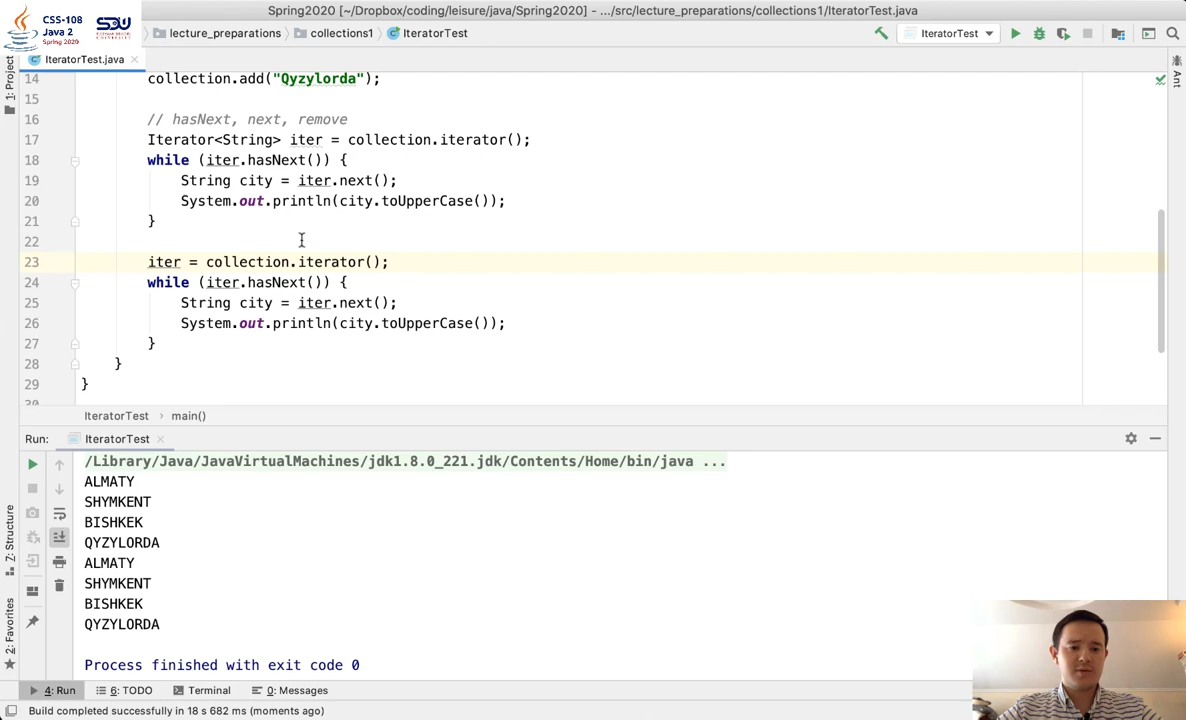 Spring2020 [~/Dropbox/coding/leisure/java/Spring2020] - .../src/lecture_preparations/collections1/IteratorTest.java
CSS-108
Java 2
Spring 2020
SDU
Java
lecture_preparations collections1 IteratorTest IteratorTest
IteratorTest.java
1: Project
Ant
14 collection.add("Qyzylorda");
15
16 // hasNext, next, remove
17 Iterator<String> iter = collection.iterator();
18 while (iter.hasNext()) {
19 String city = iter.next();
20 System.out.println(city.toUpperCase());
21 }
22
23 iter = collection.iterator();
24 while (iter.hasNext()) {
25 String city = iter.next();
26 System.out.println(city.toUpperCase());
27 }
28 }
29 }
30
IteratorTest › main()
Run: IteratorTest
/Library/Java/JavaVirtualMachines/jdk1.8.0_221.jdk/Contents/Home/bin/java ...
ALMATY
SHYMKENT
BISHKEK
QYZYLORDA
ALMATY
SHYMKENT
BISHKEK
QYZYLORDA
Process finished with exit code 0
7: Structure
2: Favorites
4: Run 6: TODO Terminal 0: Messages
Build completed successfully in 18 s 682 ms (moments ago)